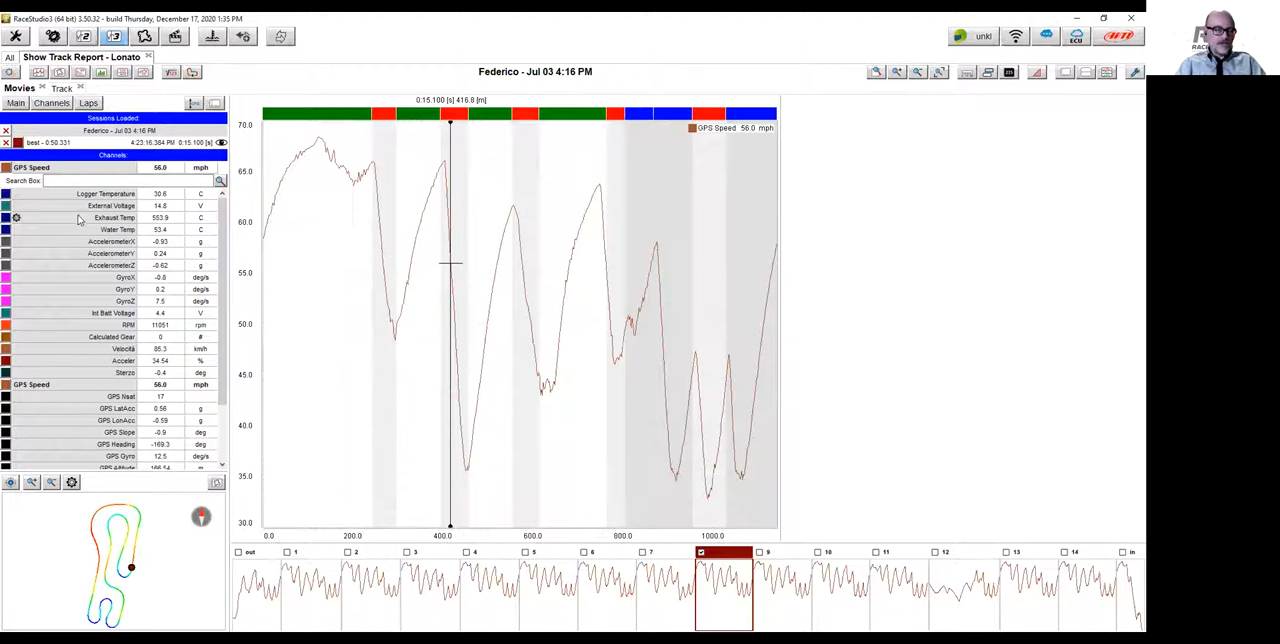 RaceStudio3 (64 bit) 3.50.32 - build Thursday, December 17, 2020 1:35 PM
2 3 unki ECU AiM
All Show Track Report - Lonato
Federico - Jul 03 4:16 PM
Movies Track
Main Channels Laps
0:15.100 [s] 416.8 [m]
Sessions Loaded:
Federico - Jul 03 4:16 PM
best - 0:50.331 4:23:16.384 PM 0:15.100 [s]
Channels:
GPS Speed 56.0 mph
Search Box:
Logger Temperature 30.6 C
External Voltage 14.8 V
Exhaust Temp 553.9 C
Water Temp 53.4 C
AccelerometerX -0.93 g
AccelerometerY 0.24 g
AccelerometerZ -0.62 g
GyroX -0.8 deg/s
GyroY 0.2 deg/s
GyroZ 7.5 deg/s
Int Batt Voltage 4.4 V
RPM 11051 rpm
Calculated Gear 0 #
Velocità 85.3 km/h
Acceler 34.54 %
Sterzo -0.4 deg
GPS Speed 56.0 mph
GPS Nsat 17
GPS LatAcc 0.56 g
GPS LonAcc -0.59 g
GPS Slope -0.9 deg
GPS Heading -169.3 deg
GPS Gyro 12.5 deg/s
GPS Altitude 166.54 m
GPS Speed 56.0 mph
70.0
65.0
60.0
55.0
50.0
45.0
40.0
35.0
30.0
0.0 200.0 400.0 600.0 800.0 1000.0
out 1 2 3 4 5 6 7 9 10 11 12 13 14 in